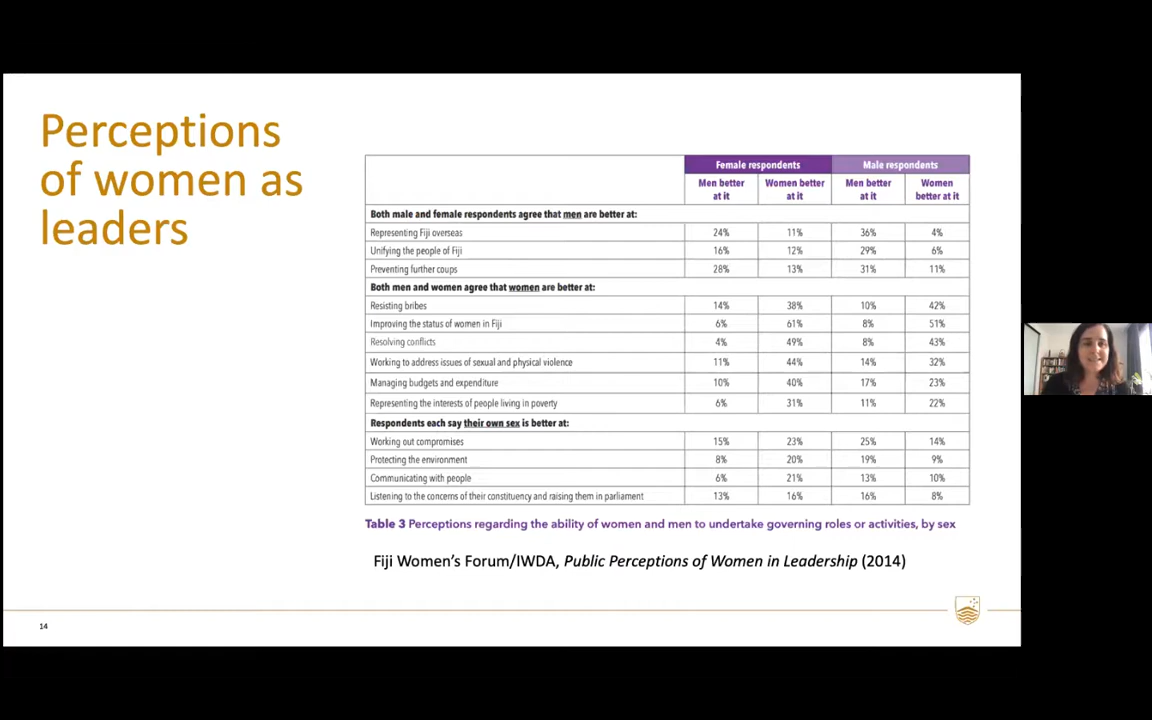 Perceptions
of women as
leaders
Female respondents Male respondents
Men better at it Women better at it Men better at it Women better at it
Both male and female respondents agree that men are better at:
Representing Fiji overseas 24% 11% 36% 4%
Unifying the people of Fiji 16% 12% 29% 6%
Preventing further coups 28% 13% 31% 11%
Both men and women agree that women are better at:
Resisting bribes 14% 38% 10% 42%
Improving the status of women in Fiji 6% 61% 8% 51%
Resolving conflicts 4% 49% 8% 43%
Working to address issues of sexual and physical violence 11% 44% 14% 32%
Managing budgets and expenditure 10% 40% 17% 23%
Representing the interests of people living in poverty 6% 31% 11% 22%
Respondents each say their own sex is better at:
Working out compromises 15% 23% 25% 14%
Protecting the environment 8% 20% 19% 9%
Communicating with people 6% 21% 13% 10%
Listening to the concerns of their constituency and raising them in parliament 13% 16% 16% 8%
Table 3 Perceptions regarding the ability of women and men to undertake governing roles or activities, by sex
Fiji Women's Forum/IWDA, Public Perceptions of Women in Leadership (2014)
14